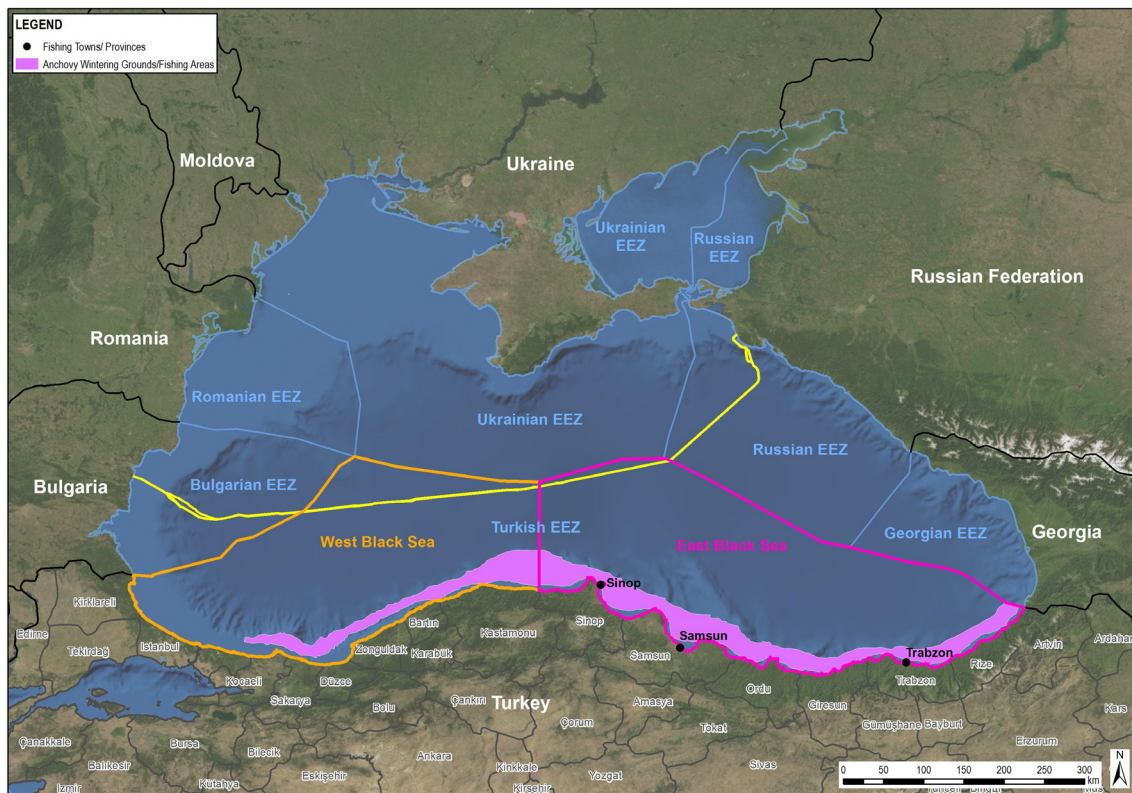 LEGEND
Fishing Towns/ Provinces
Anchovy Wintering Grounds/Fishing Areas
Moldova
Ukraine
Ukrainian
EEZ
Russian
EEZ
Russian Federation
Romania
Romanian EEZ
Ukrainian EEZ
Russian EEZ
Bulgaria
Bulgarian EEZ
Turkish EEZ
Georgian EEZ
Georgia
West Black Sea
East Black Sea
Sinop
Kirklareli
Edirne
Tekirdağ
Istanbul
Bartın
Kastamonu
Sinop
Samsun
Samsun
Trabzon
Artvin
Ardahan
Zonguldak
Karabük
Kocaeli
Düzce
Sakarya
Bolu
Çankırı
Turkey
Çorum
Amasya
Tokat
Ordu
Giresun
Trabzon
Rize
Gümüşhane
Bayburt
Kars
Çanakkale
Bursa
Bilecik
Ankara
Erzurum
Balıkesir
Kütahya
Eskişehir
Kırıkkale
Kırşehir
Yozgat
Sivas
İzmir
N
0 50 100 150 200 250 300
km